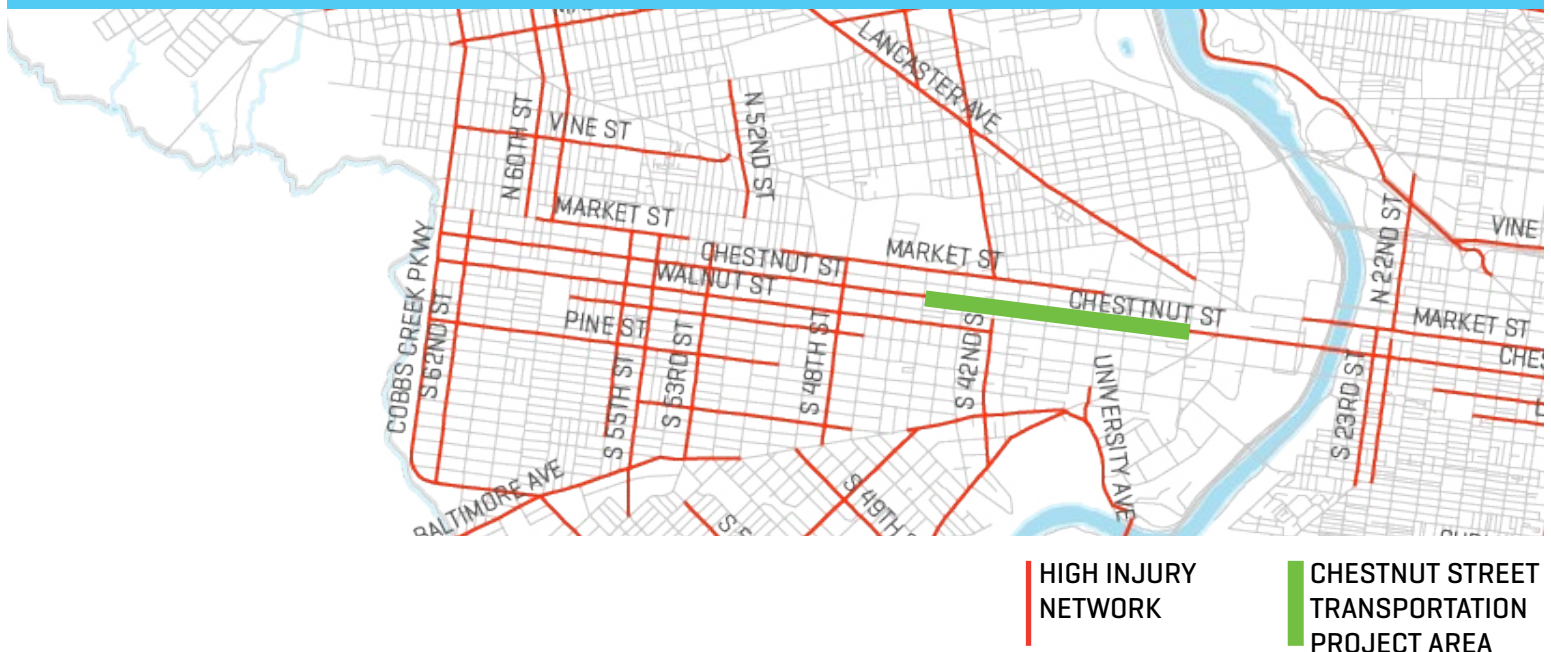 LANCASTER AVE
N 60TH ST
VINE ST
N 52ND ST
MARKET ST
COBBS CREEK PKWY
CHESTNUT ST
MARKET ST
WALNUT ST
CHESTTNUT ST
N 22ND ST
VINE
S 62ND ST
PINE ST
S 55TH ST
S 53RD ST
S 48TH ST
S 42ND S
UNIVERSITY AVE
MARKET ST
CHES
S 23RD ST
BALTIMORE AVE
S 49TH
HIGH INJURY
NETWORK
CHESTNUT STREET
TRANSPORTATION
PROJECT AREA